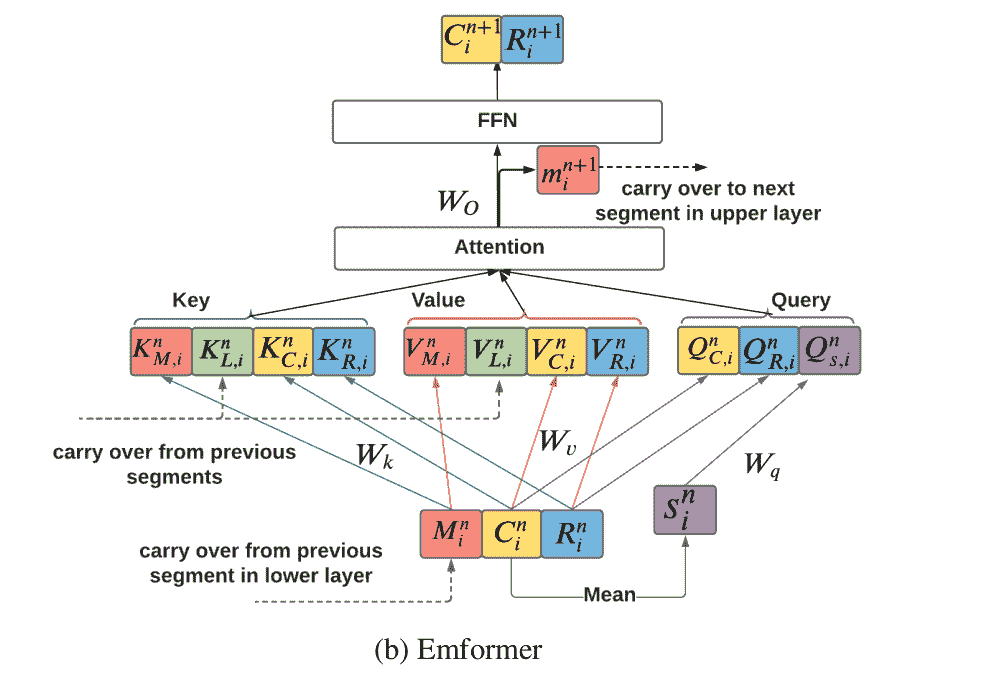 C_i^{n+1} R_i^{n+1}
FFN
m_i^{n+1}
carry over to next
segment in upper layer
W_O
Attention
Key Value Query
K_{M,i}^n K_{L,i}^n K_{C,i}^n K_{R,i}^n V_{M,i}^n V_{L,i}^n V_{C,i}^n V_{R,i}^n Q_{C,i}^n Q_{R,i}^n Q_{s,i}^n
carry over from previous
segments
W_k W_v W_q
M_i^n C_i^n R_i^n s_i^n
carry over from previous
segment in lower layer
Mean
(b) Emformer